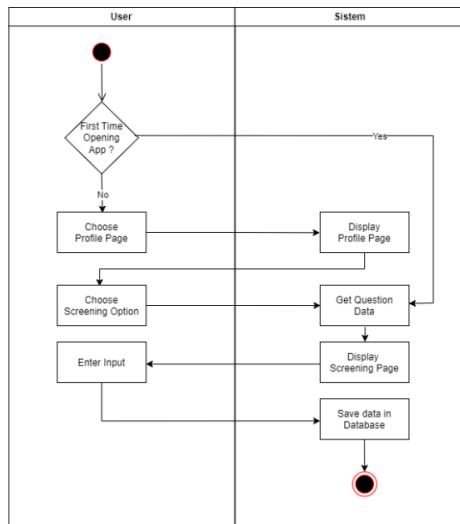 User
Sistem
First Time
Opening
App ?
Yes
No
Choose
Profile Page
Display
Profile Page
Choose
Screening Option
Get Question
Data
Enter Input
Display
Screening Page
Save data in
Database